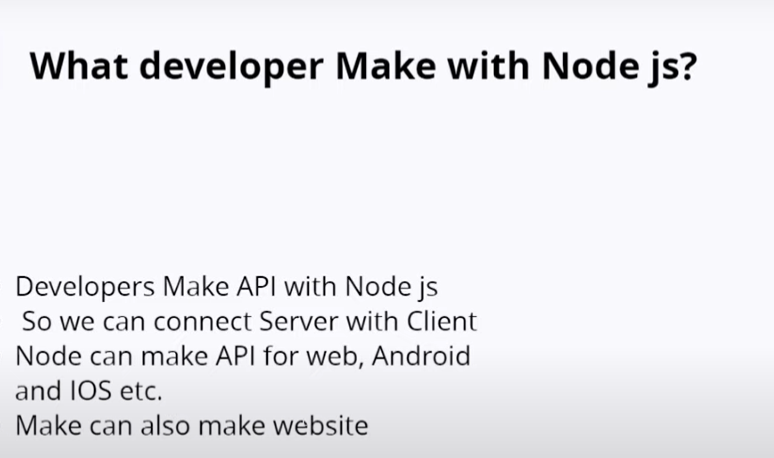 What developer Make with Node js?
Developers Make API with Node js
So we can connect Server with Client
Node can make API for web, Android
and IOS etc.
Make can also make website